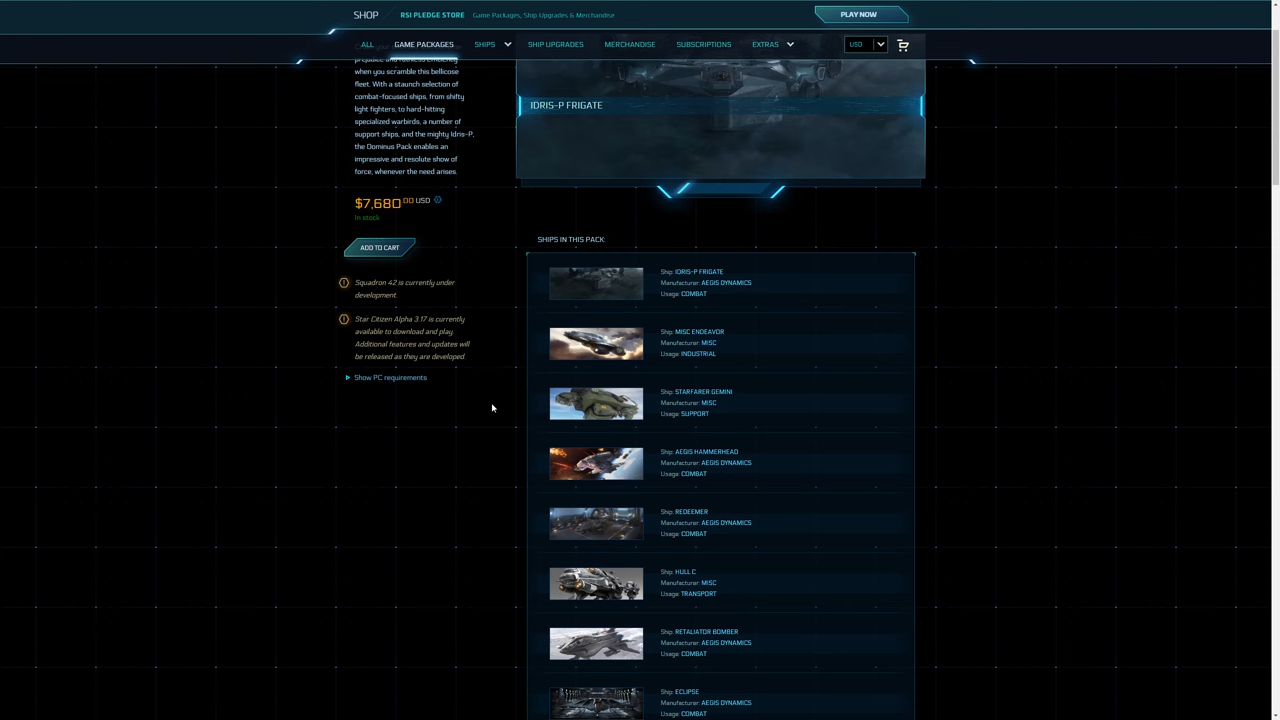 SHOP
RSI PLEDGE STORE
Game Packages, Ship Upgrades & Merchandise
PLAY NOW
ALL
GAME PACKAGES
SHIPS
SHIP UPGRADES
MERCHANDISE
SUBSCRIPTIONS
EXTRAS
USD
when you scramble this bellicose
fleet. With a staunch selection of
combat-focused ships, from shifty
light fighters, to hard-hitting
specialized warbirds, a number of
support ships, and the mighty Idris-P,
the Dominus Pack enables an
impressive and resolute show of
force, whenever the need arises.
$7,680.00 USD
In stock
ADD TO CART
Squadron 42 is currently under
development.
Star Citizen Alpha 3.17 is currently
available to download and play.
Additional features and updates will
be released as they are developed
Show PC requirements
IDRIS-P FRIGATE
SHIPS IN THIS PACK:
Ship: IDRIS-P FRIGATE
Manufacturer: AEGIS DYNAMICS
Usage: COMBAT
Ship: MISC ENDEAVOR
Manufacturer: MISC
Usage: INDUSTRIAL
Ship: STARFARER GEMINI
Manufacturer: MISC
Usage: SUPPORT
Ship: AEGIS HAMMERHEAD
Manufacturer: AEGIS DYNAMICS
Usage: COMBAT
Ship: REDEEMER
Manufacturer: AEGIS DYNAMICS
Usage: COMBAT
Ship: HULL C
Manufacturer: MISC
Usage: TRANSPORT
Ship: RETALIATOR BOMBER
Manufacturer: AEGIS DYNAMICS
Usage: COMBAT
Ship: ECLIPSE
Manufacturer: AEGIS DYNAMICS
Usage: COMBAT